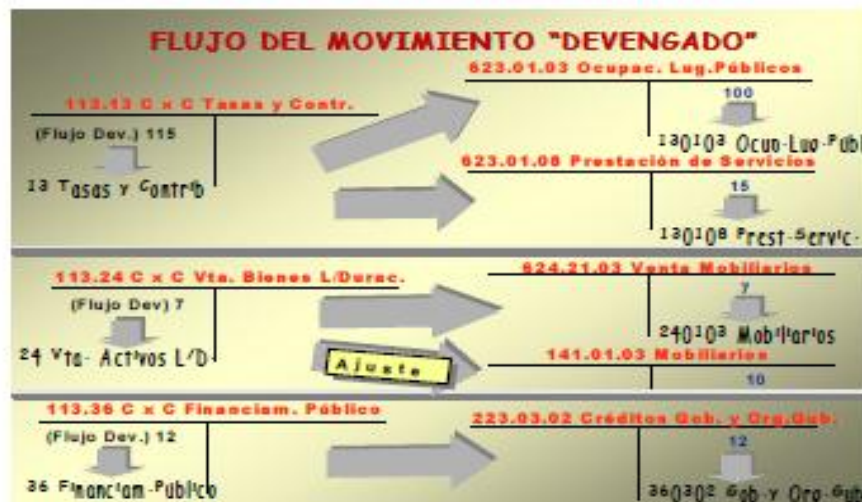 FLUJO DEL MOVIMIENTO "DEVENGADO"
623.01.03 Ocupac. Lug.Públicos
113.13 C x C Tasas y Contr.
100
(Flujo Dev.) 115
130103 Ocup-Lug-Públ
623.01.08 Prestación de Servicios
13 Tasas y Contrib
15
130108 Prest-Servic-
113.24 C x C Vta. Bienes L/Durac.
624.21.03 Venta Mobiliarios
(Flujo Dev) 7
7
240103 Mobiliarios
24 Vta- Activos L/D
Ajuste
141.01.03 Mobiliarios
10
113.36 C x C Financiam. Público
223.03.02 Créditos Gob. y Org.Gub.
(Flujo Dev.) 12
12
36 Financiam-Público
360302 Gob-y Org-Gub